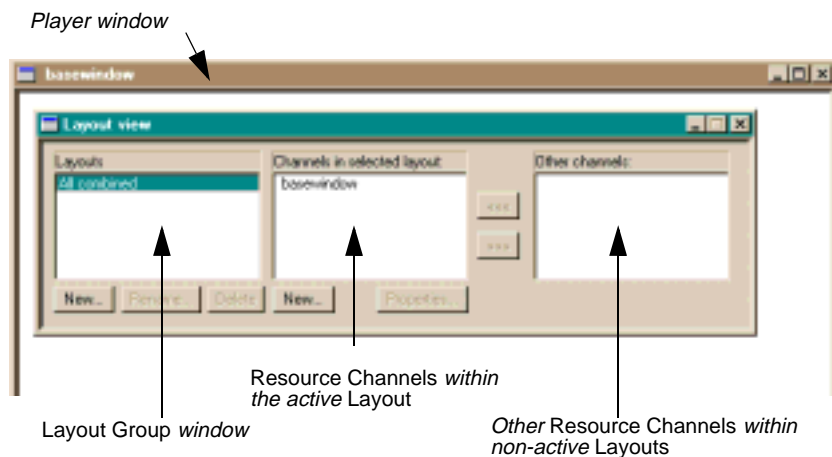 Player window
basewindow
Layout view
Layouts
Channels in selected layout:
Other channels:
All combined
basewindow
<<<
>>>
New...
Rename...
Delete
New...
Properties...
Resource Channels within
the active Layout
Layout Group window
Other Resource Channels within
non-active Layouts